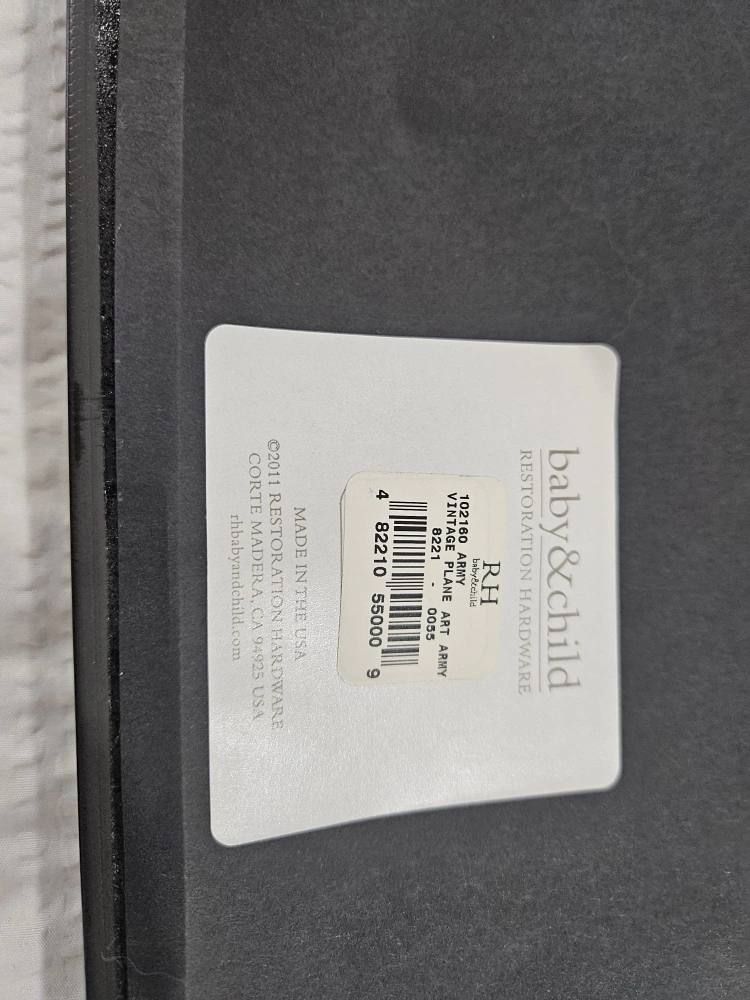 baby&child
RESTORATION HARDWARE
RH
baby&child
102160 ARMY
VINTAGE PLANE ART ARMY
8221 - 0055
4 82210 55000 9
MADE IN THE USA
©2011 RESTORATION HARDWARE
CORTE MADERA, CA 94925 USA
rhbabyandchild.com